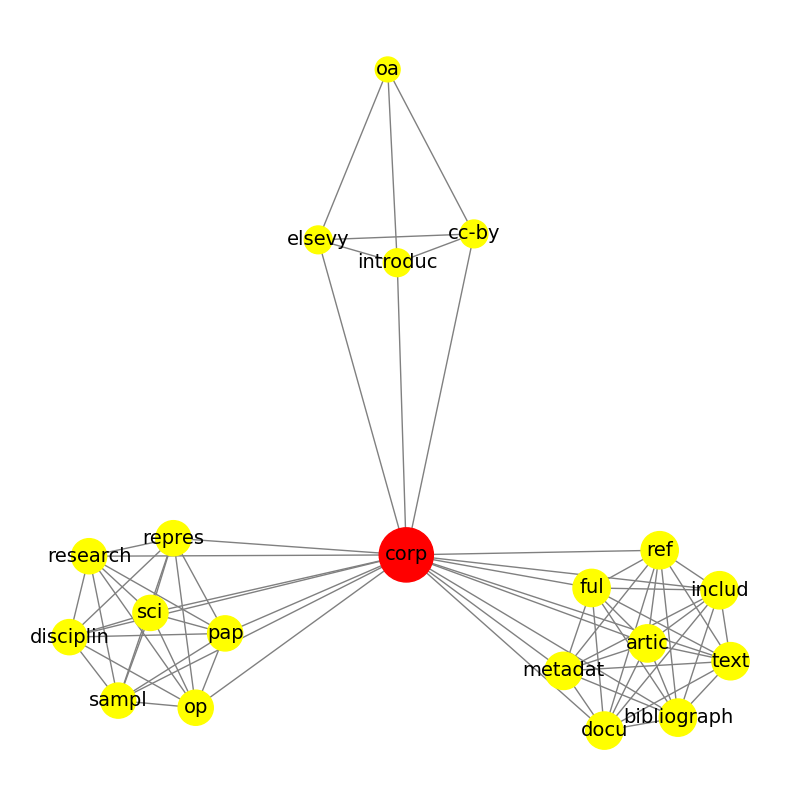 oa
elsevy
cc-by
introduc
repres
research
corp
ref
ful
includ
sci
disciplin
pap
artic
text
metadat
sampl
op
bibliograph
docu